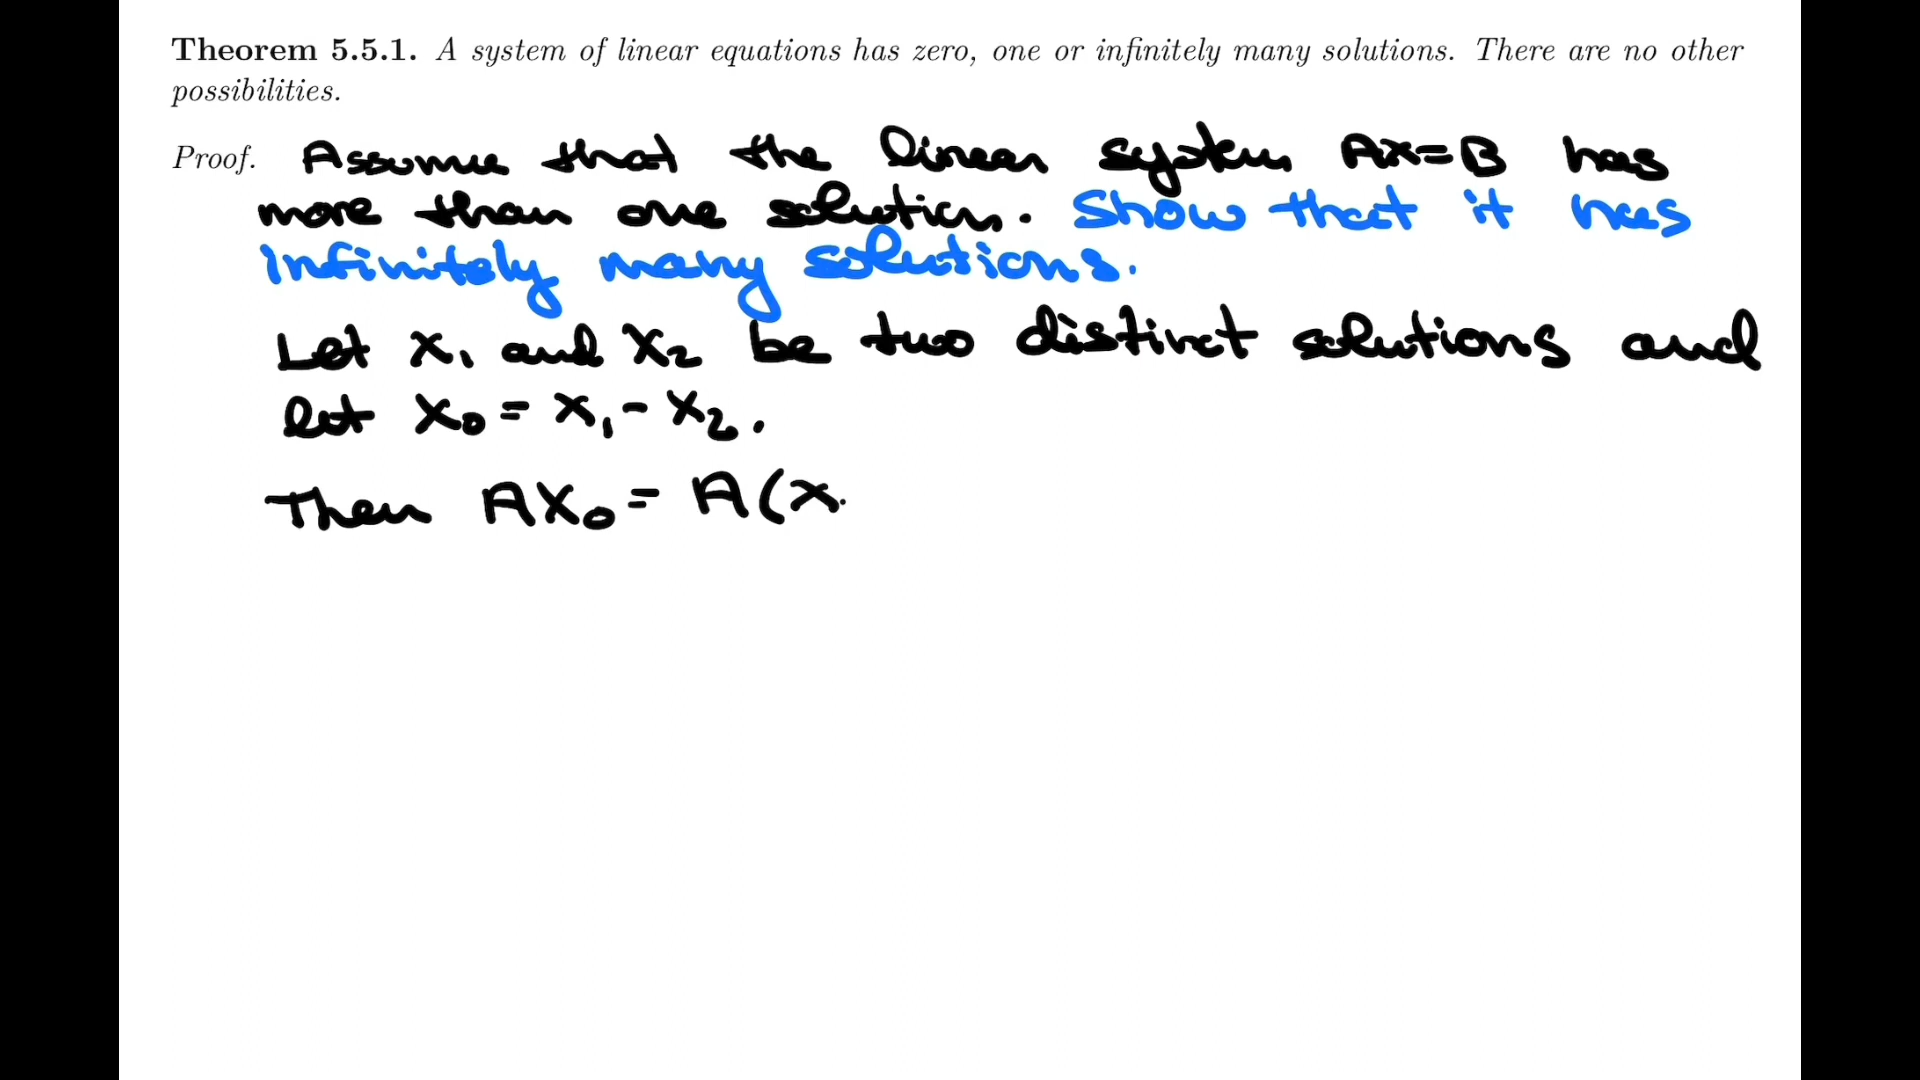 Theorem 5.5.1. A system of linear equations has zero, one or infinitely many solutions. There are no other
possibilities.
Proof. Assume that the linear system AX=B has
more than one solution. Show that it has
infinitely many solutions.
Let X₁ and X₂ be two distinct solutions and
let X₀ = X₁ - X₂.
Then AX₀ = A(X